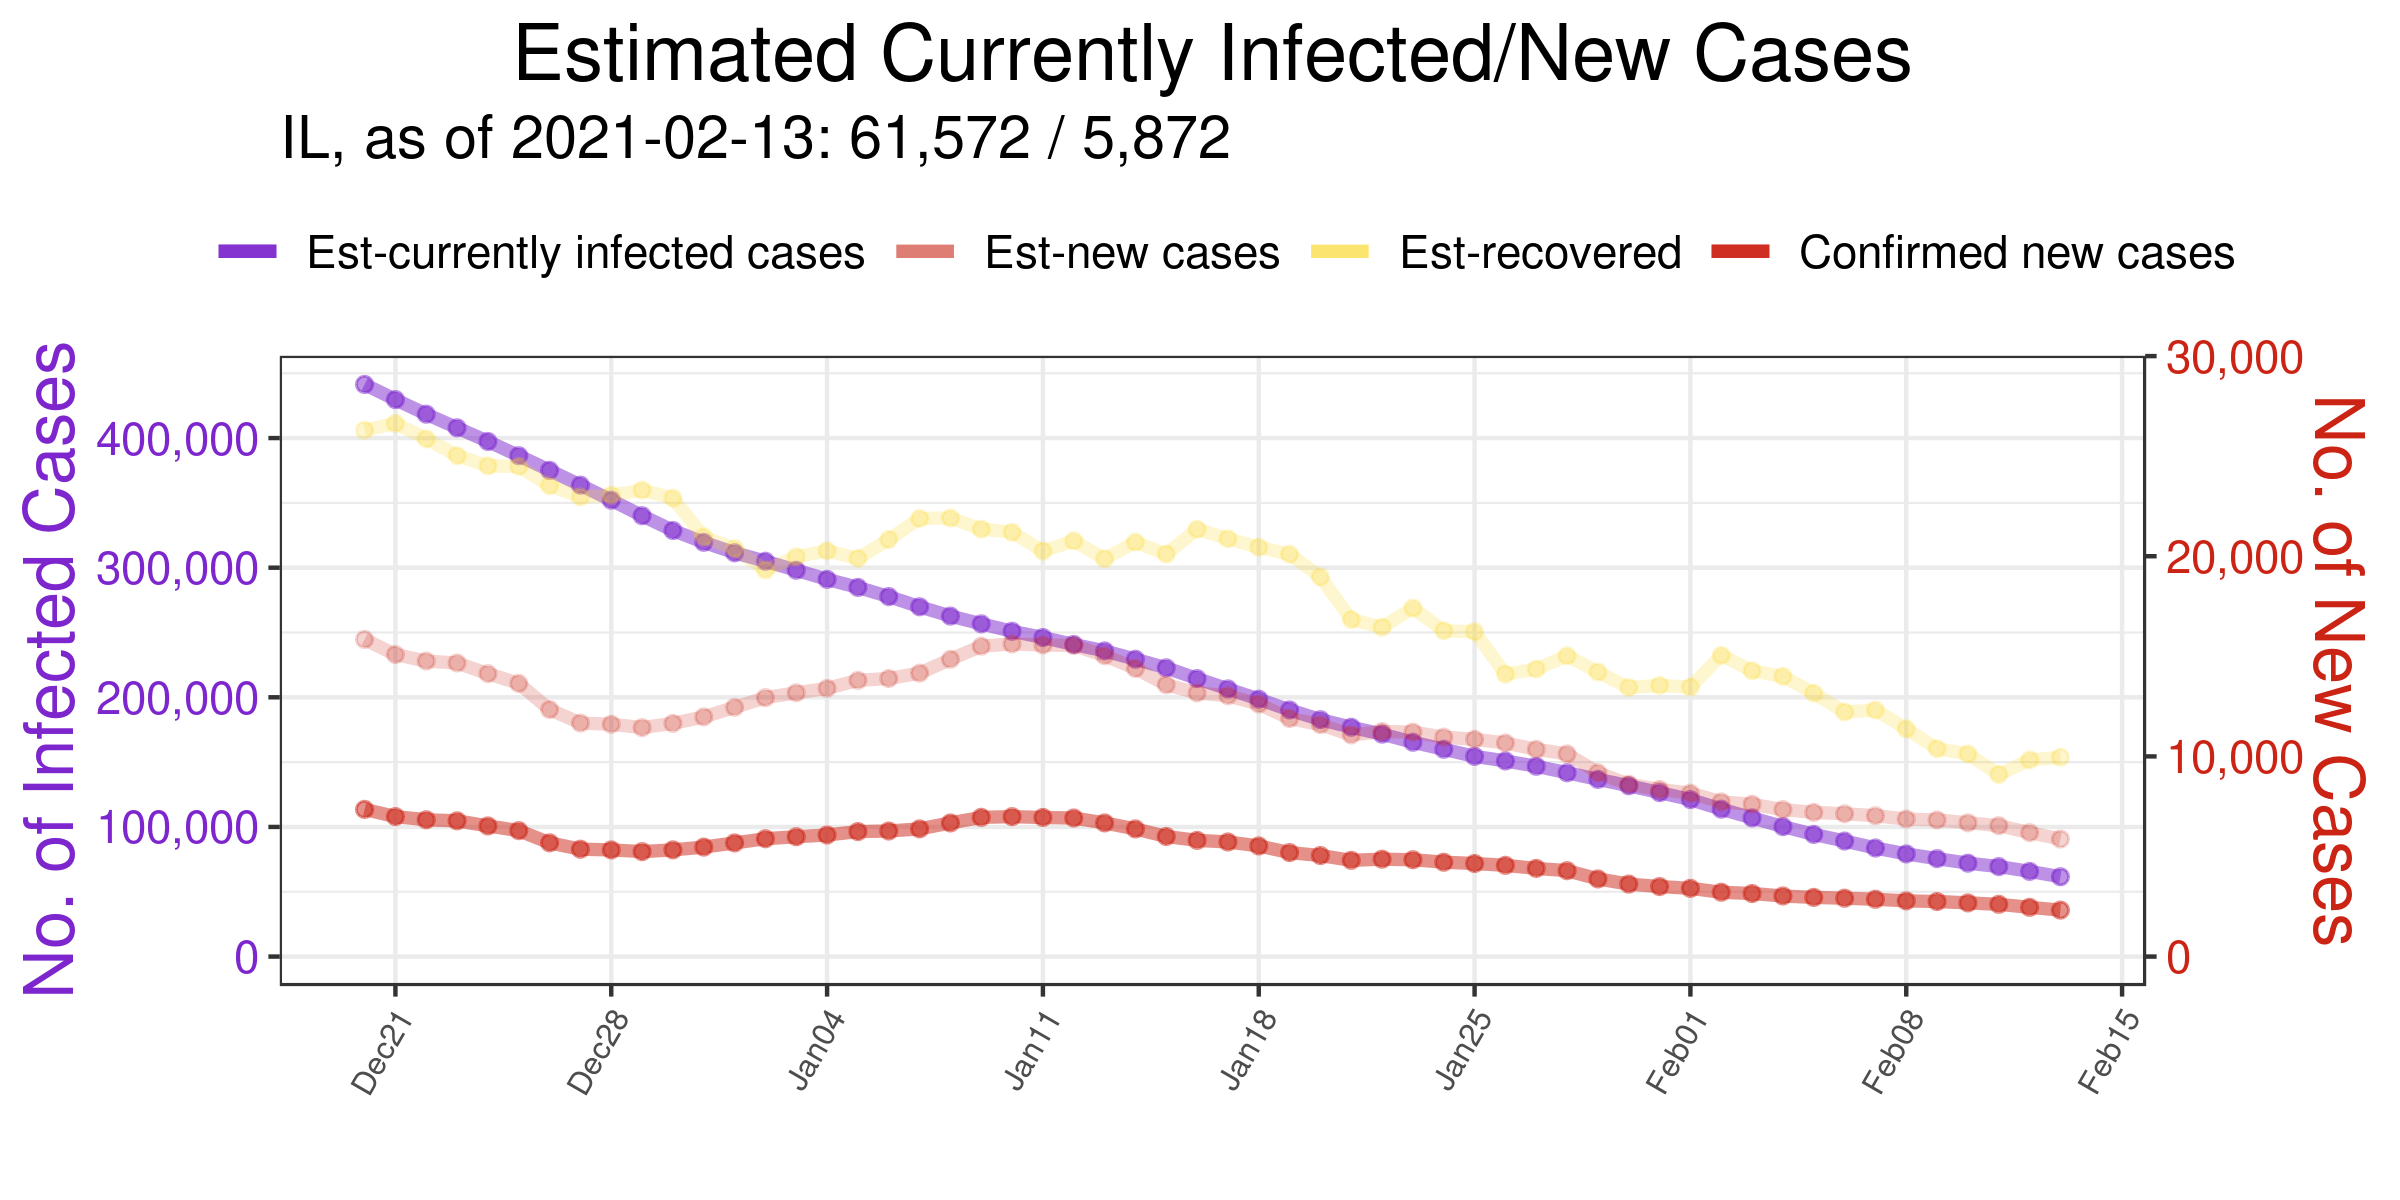 Estimated Currently Infected/New Cases
IL, as of 2021-02-13: 61,572 / 5,872
Est-currently infected cases
Est-new cases
Est-recovered
Confirmed new cases
No. of Infected Cases
400,000
300,000
200,000
100,000
0
30,000
20,000
10,000
0
No. of New Cases
Dec21
Dec28
Jan04
Jan11
Jan18
Jan25
Feb01
Feb08
Feb15